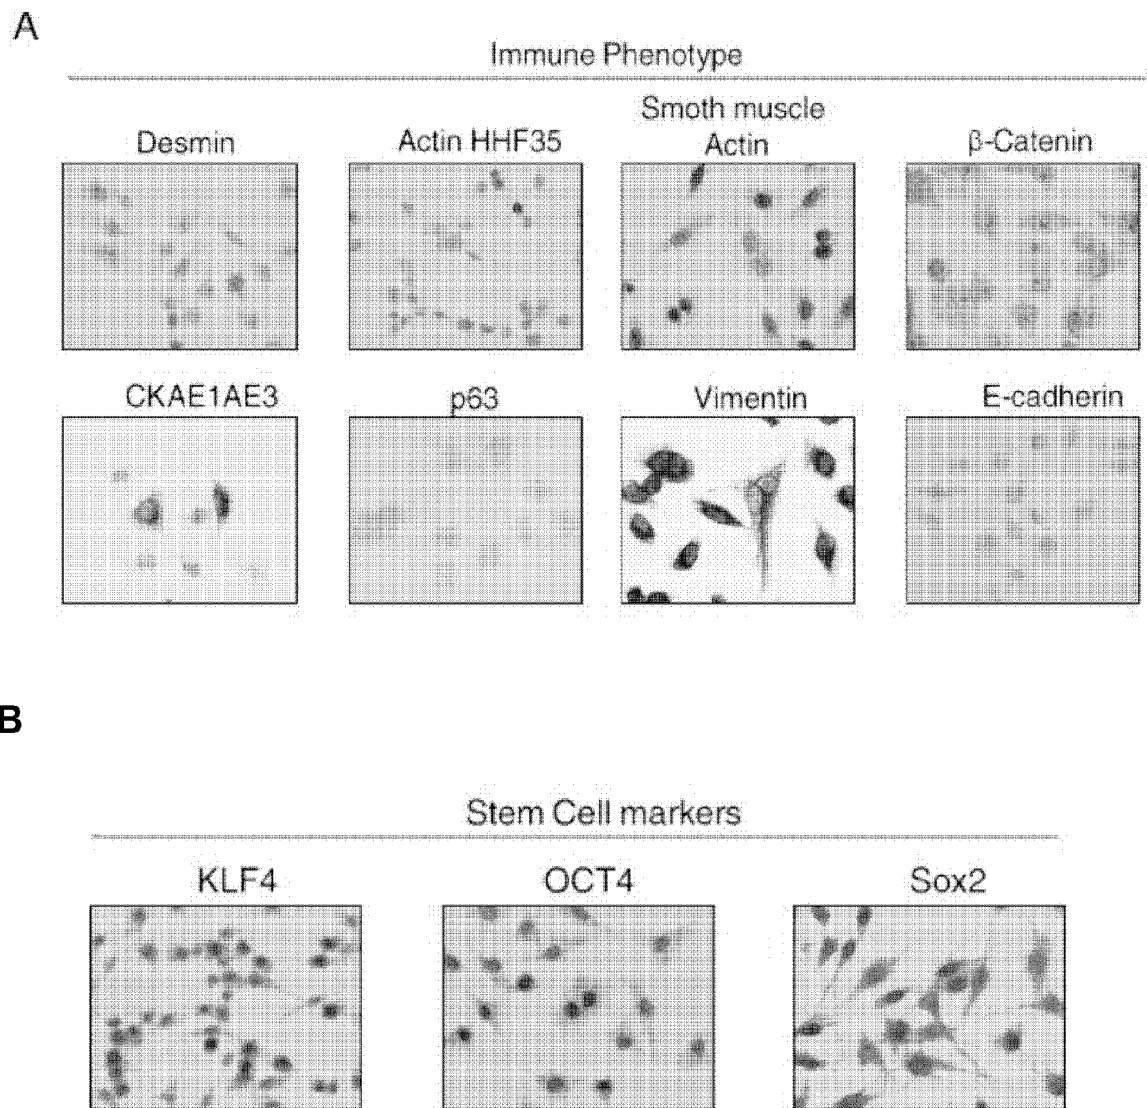 A
Immune Phenotype
Desmin
Actin HHF35
Smoth muscle
Actin
β-Catenin
CKAE1AE3
p63
Vimentin
E-cadherin
B
Stem Cell markers
KLF4
OCT4
Sox2